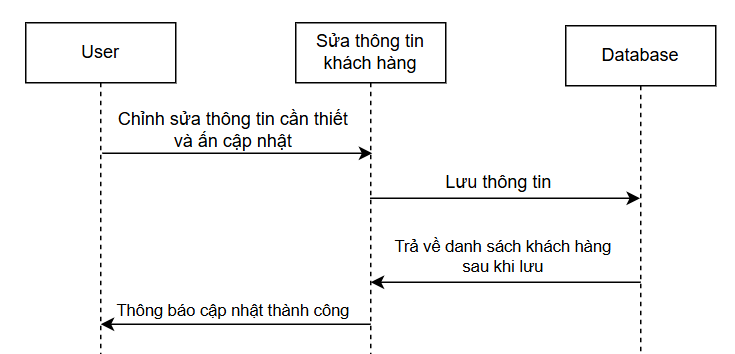 User
Sửa thông tin
khách hàng
Database
Chỉnh sửa thông tin cần thiết
và ấn cập nhật
Lưu thông tin
Trả về danh sách khách hàng
sau khi lưu
Thông báo cập nhật thành công